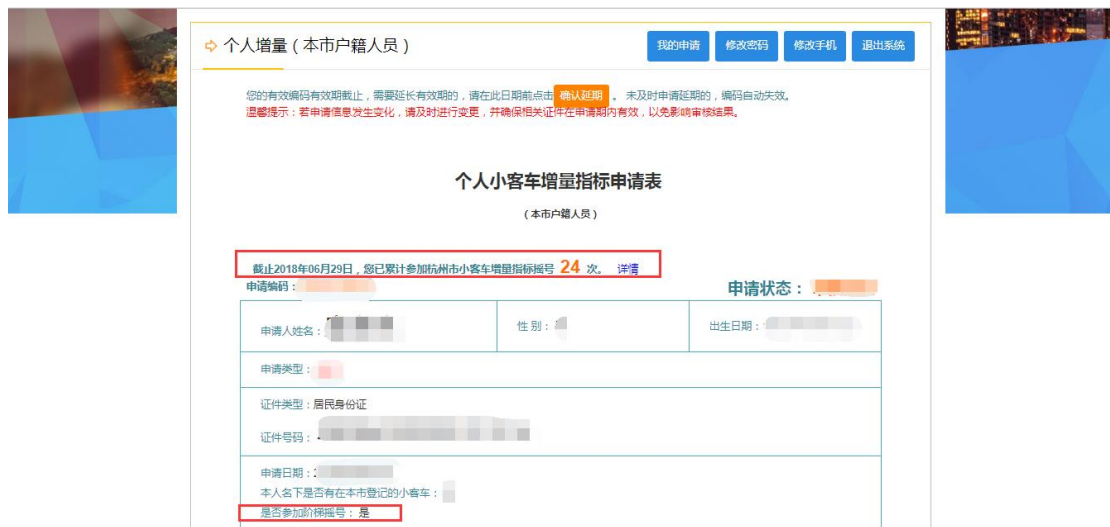 个人增量（本市户籍人员）
我的申请 修改密码 修改手机 退出系统
您的有效编码有效期截止，需要延长有效期的，请在此日期前点击 确认延期 。 未及时申请延期的，编码自动失效。
温馨提示：若申请信息发生变化，请及时进行变更，并确保相关证件在申请期内有效，以免影响审核结果。
个人小客车增量指标申请表
（本市户籍人员）
截止2018年06月29日，您已累计参加杭州市小客车增量指标摇号 24 次。 详情
申请编码：
申请状态：
申请人姓名：
性别：
出生日期：
申请类型：
证件类型：居民身份证
证件号码：
申请日期：
本人名下是否有在本市登记的小客车：
是否参加阶梯摇号：是